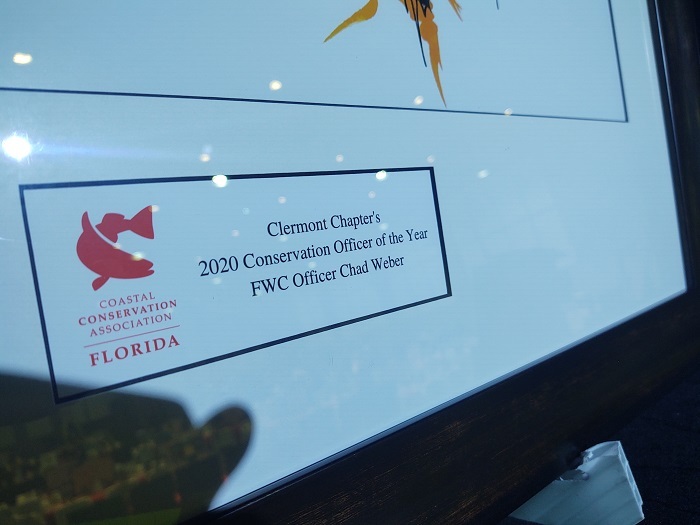 COASTAL
CONSERVATION
ASSOCIATION
FLORIDA
Clermont Chapter's
2020 Conservation Officer of the Year
FWC Officer Chad Weber